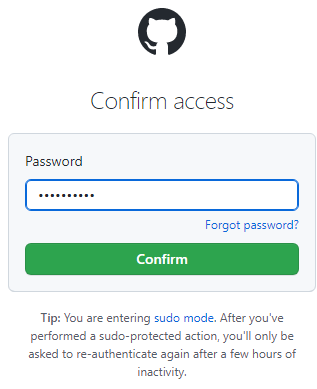 Confirm access
Password
••••••••••
Forgot password?
Confirm
Tip: You are entering sudo mode. After you've
performed a sudo-protected action, you'll only be
asked to re-authenticate again after a few hours of
inactivity.